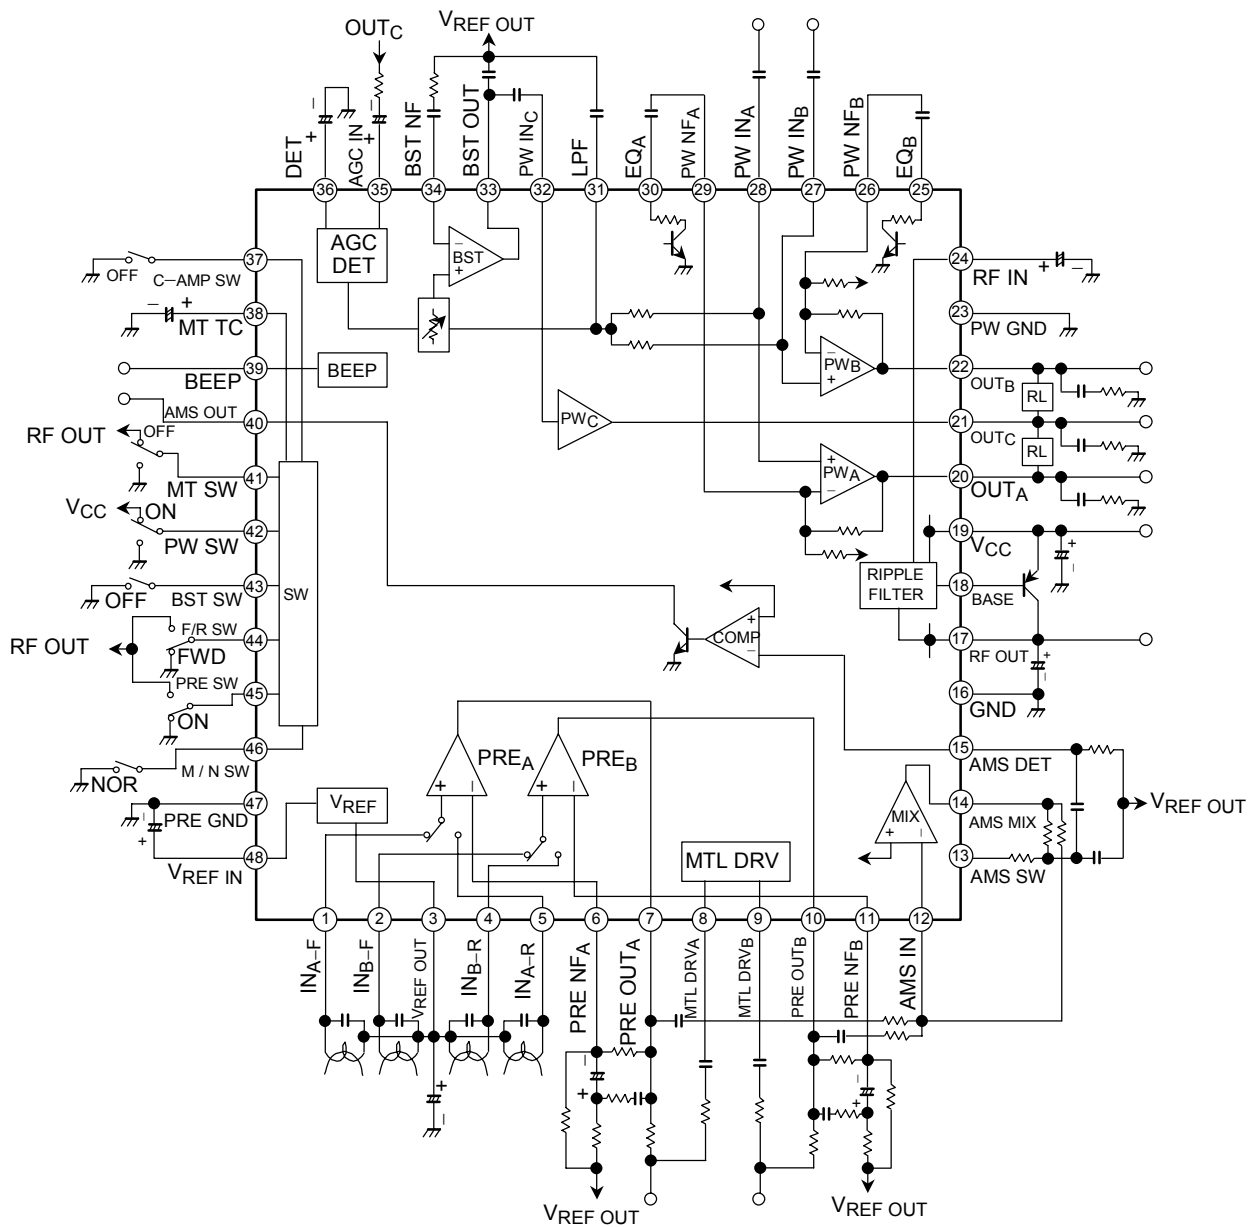 OUTC
VREF OUT
DET
AGC IN
BST NF
BST OUT
PW INC
LPF
EQA
PW NFA
PW INA
PW INB
PW NFB
EQB
+
−
+
−
36
35
34
33
32
31
30
29
28
27
26
25
AGC
DET
−
BST
+
37
OFF
C−AMP SW
24
RF IN
+
−
−
+
38
MT TC
23
PW GND
39
BEEP
BEEP
−
PWB
+
22
OUTB
RL
AMS OUT
40
PWC
21
OUTC
RL
RF OUT
OFF
41
MT SW
+
PWA
−
20
OUTA
VCC
ON
42
PW SW
19
VCC
+
−
OFF
43
BST SW
SW
RIPPLE
FILTER
18
BASE
RF OUT
F/R SW
44
FWD
+
COMP
−
17
RF OUT
+
−
PRE SW
45
ON
16
GND
46
NOR
M / N SW
PREA
+
−
PREB
+
−
15
AMS DET
47
PRE GND
−
+
VREF
MIX
+
−
14
AMS MIX
VREF OUT
48
VREF IN
MTL DRV
13
AMS SW
1
2
3
4
5
6
7
8
9
10
11
12
INA−F
INB−F
VREF OUT
INB−R
INA−R
PRE NFA
PRE OUTA
MTL DRVA
MTL DRVB
PRE OUTB
PRE NFB
AMS IN
+
−
−
+
−
+
VREF OUT
VREF OUT